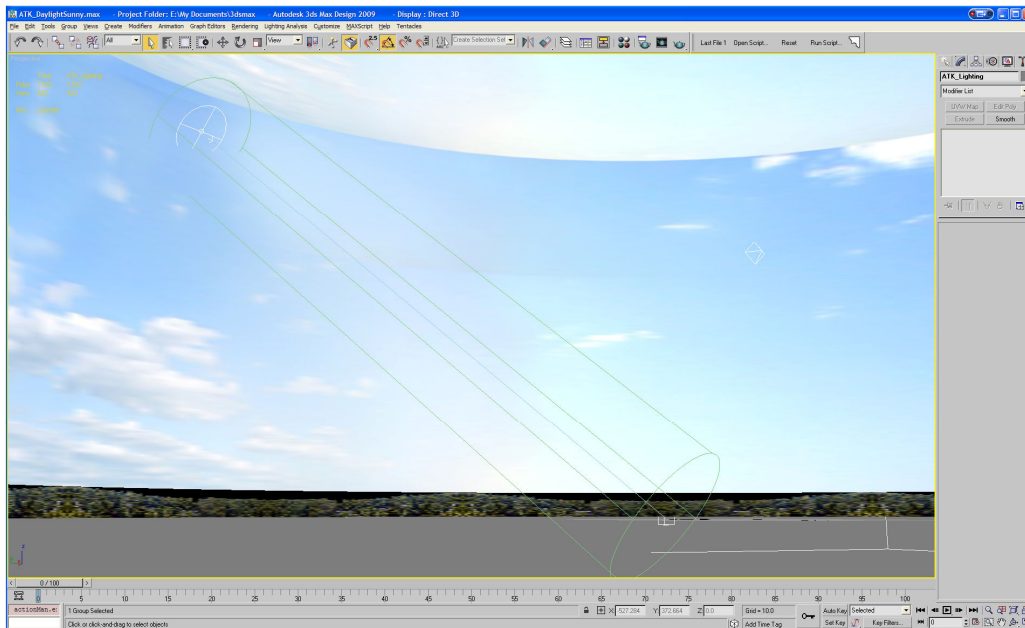 ATK_DaylightSunny.max - Project Folder: E:\My Documents\3dsmax - Autodesk 3ds Max Design 2009 - Display : Direct 3D
File Edit Tools Group Views Create Modifiers Animation Graph Editors Rendering Lighting Analysis Customize MAXScript Help Tentacles
All View 2.5 Create Selection Set Last File 1 Open Script... Reset Run Script...
ATK_Lighting
Modifier List
UVW Map Edit Poly
Extrude Smooth
0 / 100
0 5 10 15 20 25 30 35 40 45 50 55 60 65 70 75 80 85 90 95 100
actionMan.e: 1 Group Selected X: -527.284 Y: 372.664 Z: 0.0 Grid = 10.0 Auto Key Selected
Click or click-and-drag to select objects Add Time Tag Set Key Key Filters... 0